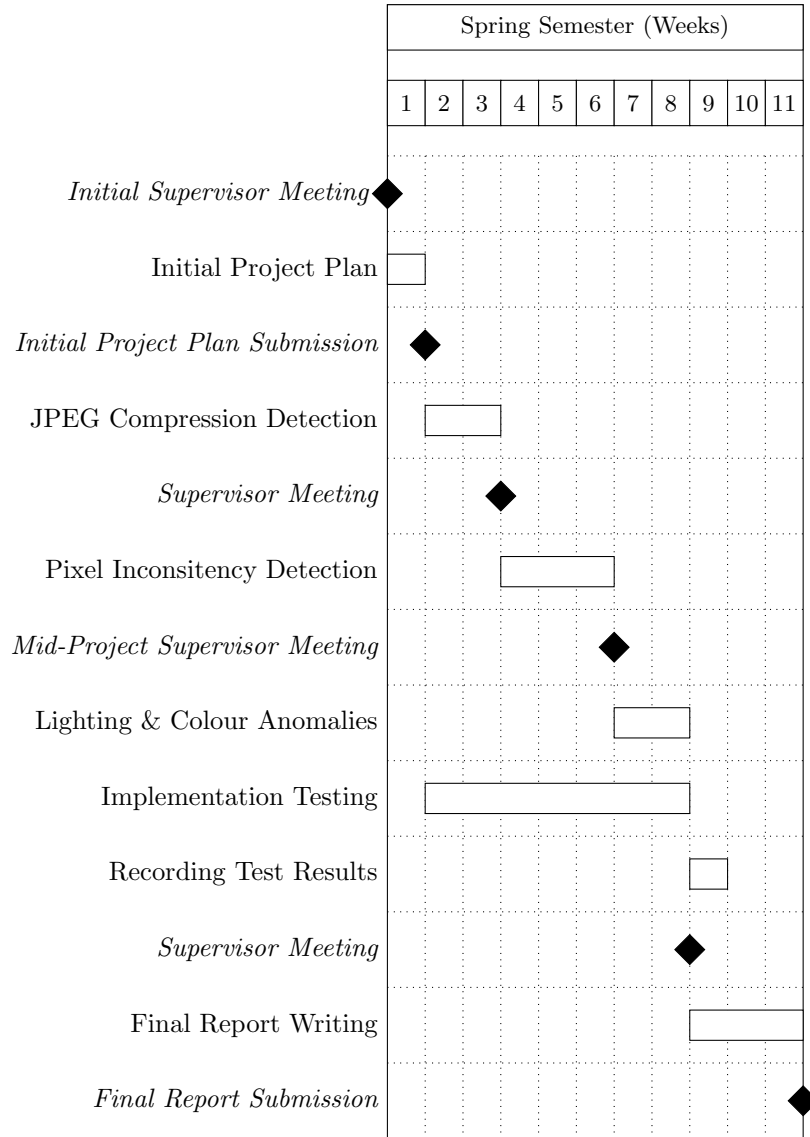 Spring Semester (Weeks)
1 2 3 4 5 6 7 8 9 10 11
Initial Supervisor Meeting
Initial Project Plan
Initial Project Plan Submission
JPEG Compression Detection
Supervisor Meeting
Pixel Inconsitency Detection
Mid-Project Supervisor Meeting
Lighting & Colour Anomalies
Implementation Testing
Recording Test Results
Supervisor Meeting
Final Report Writing
Final Report Submission